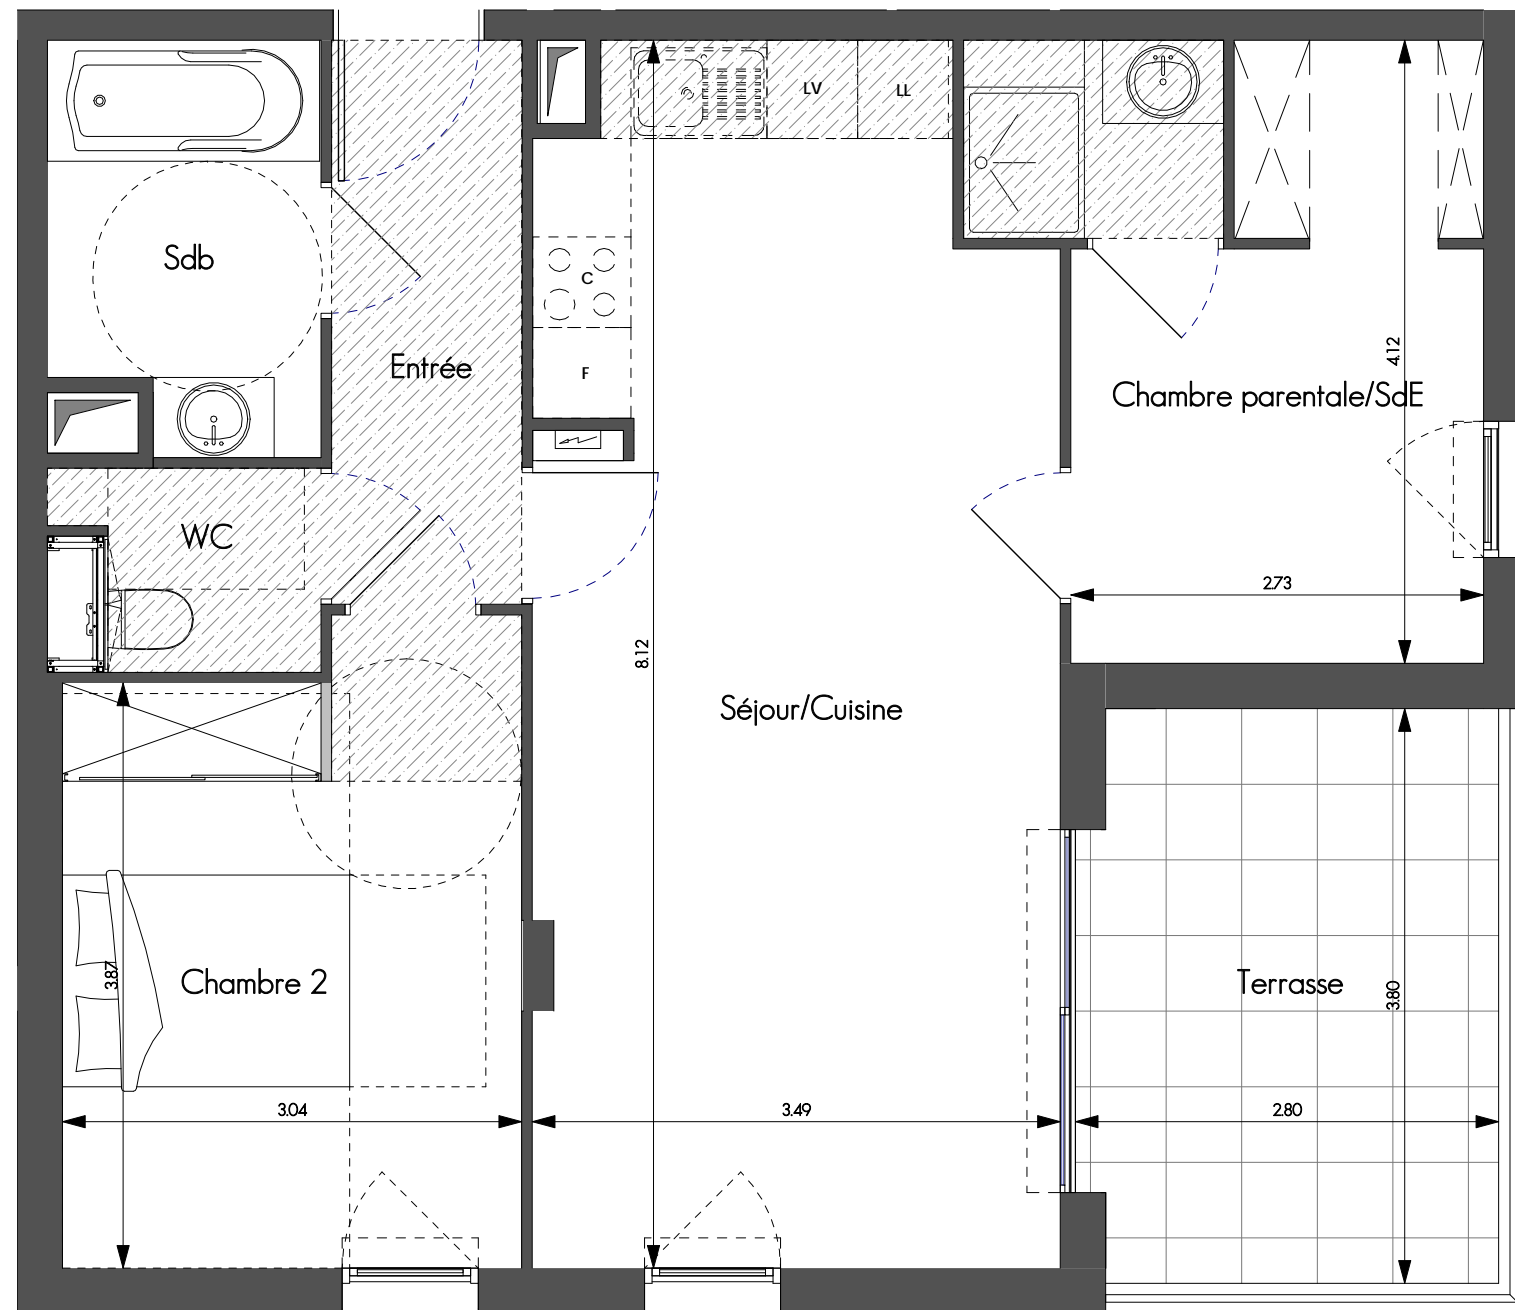 LV
LL
Sdb
C
Entrée
F
4.12
Chambre parentale/SdE
WC
2.73
8.12
Séjour/Cuisine
3.87
Chambre 2
Terrasse
3.80
3.04
3.49
2.80